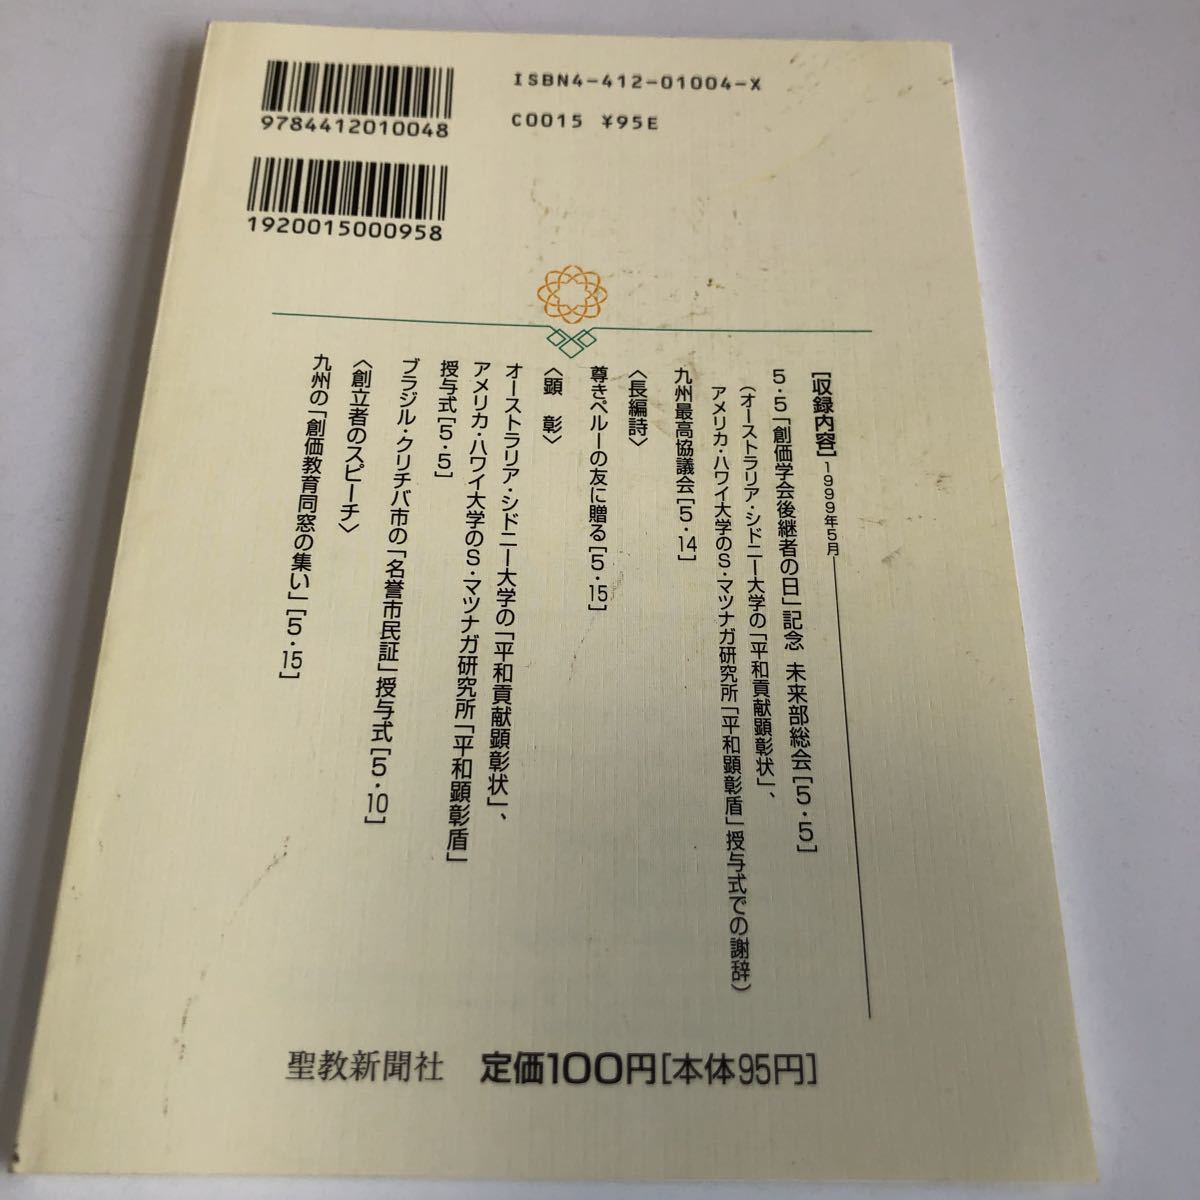 ISBN4-412-01004-X
C0015 ¥95E
9784412010048
1920015000958
[収録内容] 1999年5月
5・5「創価学会後継者の日」記念 未来部総会[5・5]
(オーストラリア・シドニー大学の「平和貢献顕彰状」、
アメリカ・ハワイ大学のS・マツナガ研究所「平和顕彰盾」授与式での謝辞)
九州最高協議会[5・14]
〈長編詩〉
尊きペルーの友に贈る[5・15]
〈顕 彰〉
オーストラリア・シドニー大学の「平和貢献顕彰状」、
アメリカ・ハワイ大学のS・マツナガ研究所「平和顕彰盾」
授与式[5・5]
ブラジル・クリチバ市の「名誉市民証」授与式[5・10]
〈創立者のスピーチ〉
九州の「創価教育同窓の集い」[5・15]
聖教新聞社 定価100円[本体95円]